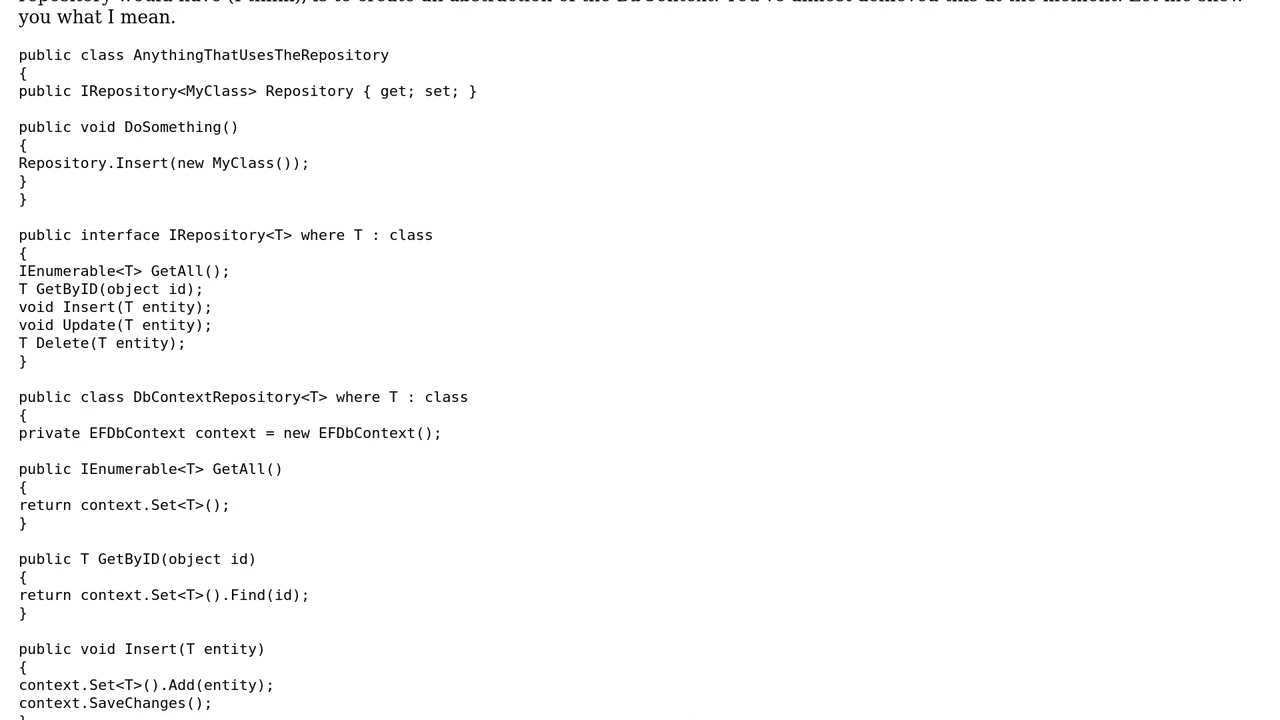 you what I mean.
public class AnythingThatUsesTheRepository
{
public IRepository<MyClass> Repository { get; set; }
public void DoSomething()
{
Repository.Insert(new MyClass());
}
}
public interface IRepository<T> where T : class
{
IEnumerable<T> GetAll();
T GetByID(object id);
void Insert(T entity);
void Update(T entity);
T Delete(T entity);
}
public class DbContextRepository<T> where T : class
{
private EFDbContext context = new EFDbContext();
public IEnumerable<T> GetAll()
{
return context.Set<T>();
}
public T GetByID(object id)
{
return context.Set<T>().Find(id);
}
public void Insert(T entity)
{
context.Set<T>().Add(entity);
context.SaveChanges();
}